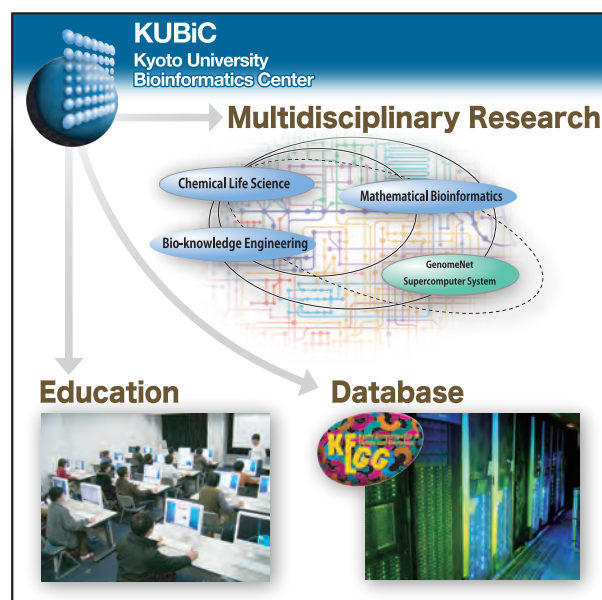 KUBiC
Kyoto University
Bioinformatics Center
Multidisciplinary Research
Chemical Life Science
Mathematical Bioinformatics
Bio-knowledge Engineering
GenomeNet
Supercomputer System
Education
Database
KEGG